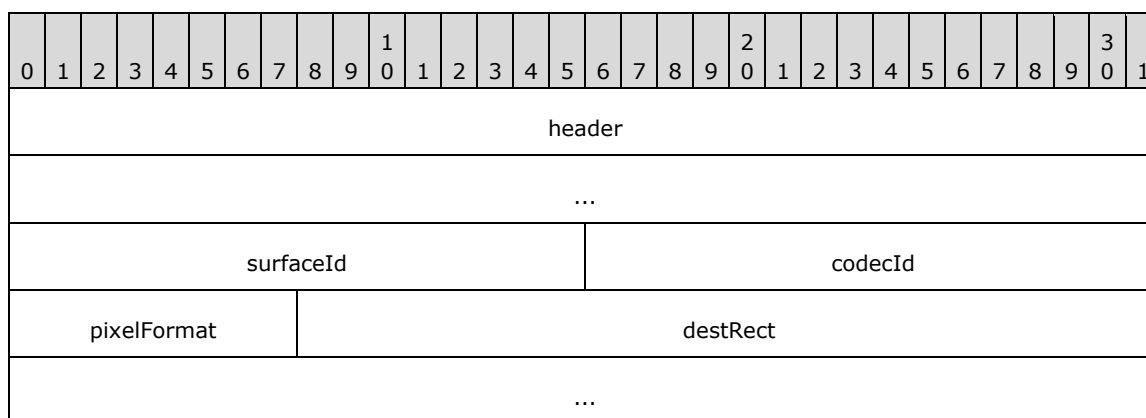 1 2 3
0 1 2 3 4 5 6 7 8 9 0 1 2 3 4 5 6 7 8 9 0 1 2 3 4 5 6 7 8 9 0 1
header
...
surfaceId codecId
pixelFormat destRect
...